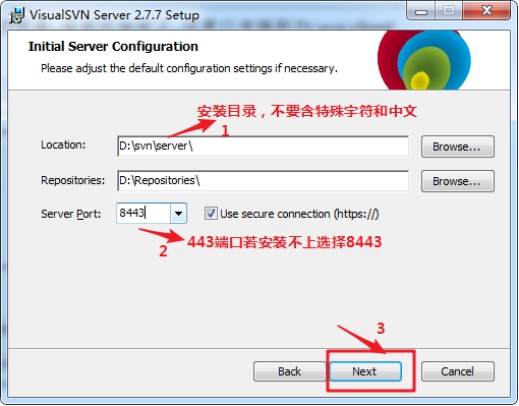 VisualSVN Server 2.7.7 Setup
Initial Server Configuration
Please adjust the default configuration settings if necessary.
安装目录，不要含特殊字符和中文
1
Location:
D:\svn\server\
Browse...
Repositories:
D:\Repositories\
Browse...
Server Port:
8443
Use secure connection (https://)
2
443端口若安装不上选择8443
3
Back
Next
Cancel